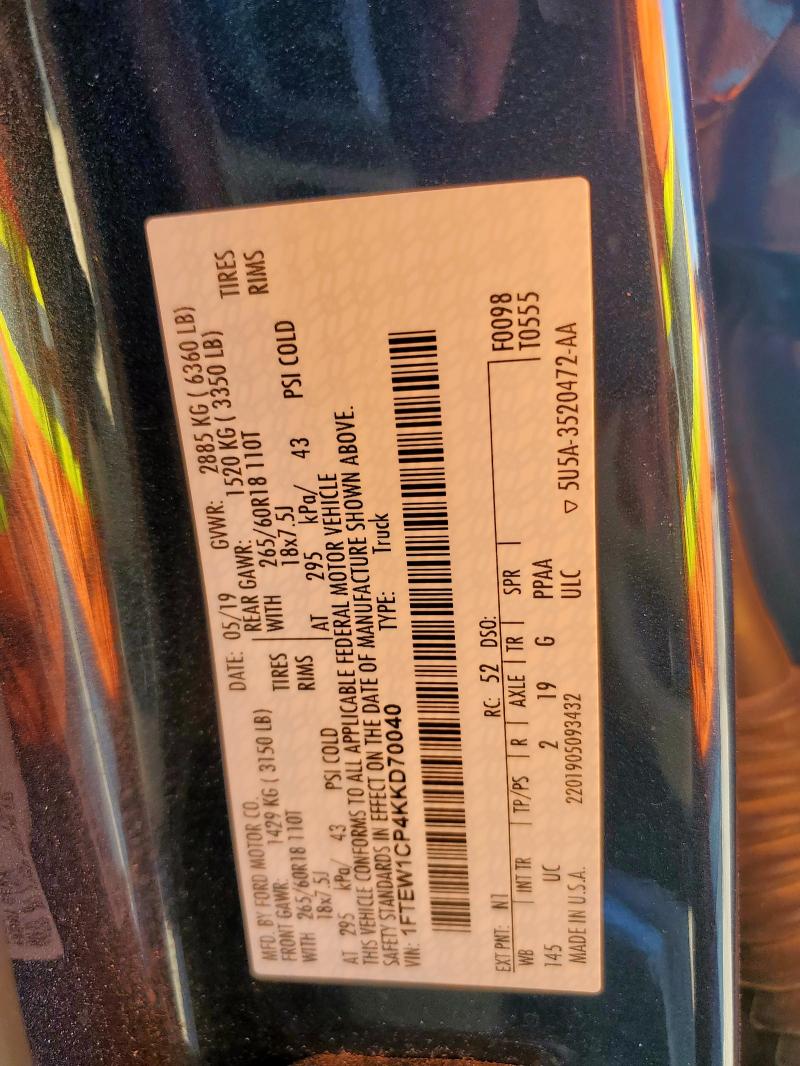 MFD. BY FORD MOTOR CO.
DATE: 05/19 GVWR: 2885 KG ( 6360 LB)
FRONT GAWR: 1429 KG ( 3150 LB)
REAR GAWR: 1520 KG ( 3350 LB)
WITH 265/60R18 110T TIRES
18x7.5J RIMS
AT 295 kPa/ 43 PSI COLD
WITH 265/60R18 110T TIRES
18x7.5J RIMS
AT 295 kPa/ 43 PSI COLD
THIS VEHICLE CONFORMS TO ALL APPLICABLE FEDERAL MOTOR VEHICLE
SAFETY STANDARDS IN EFFECT ON THE DATE OF MANUFACTURE SHOWN ABOVE.
VIN: 1FTEW1CP4KKD70040 TYPE: Truck
EXT PNT: N1 RC: 52 DSO: F0098
WB INT TR TP/PS R AXLE TR SPR T0555
145 UC 2 19 G PPAA
MADE IN U.S.A. 2201905093432 ULC ▽ 5U5A-3520472-AA